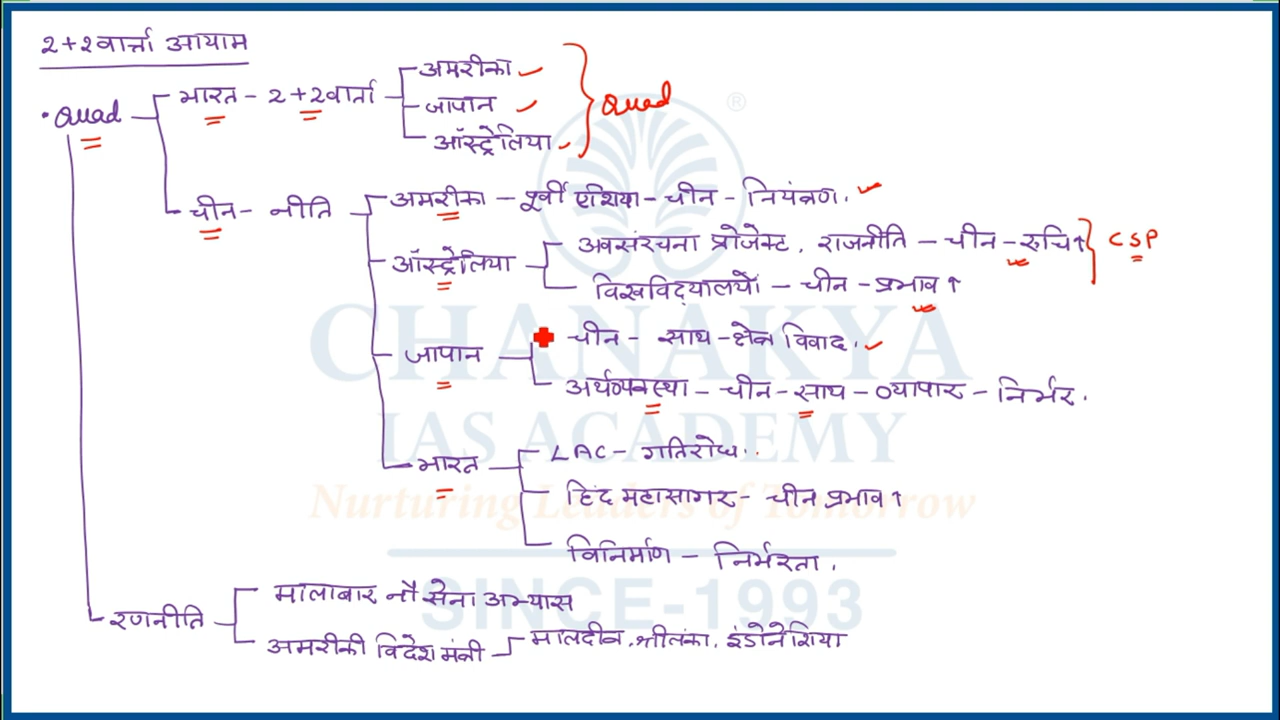 2+2वार्त्ता आयाम
• Quad
भारत - 2+2वार्ता
अमरीका
जापान
ऑस्ट्रेलिया
Quad
चीन - नीति
अमरीका - पूर्वी एशिया - चीन - नियंत्रण.
ऑस्ट्रेलिया
अवसंरचना प्रोजेक्ट, राजनीति - चीन - रुचि↑
CSP
विश्वविद्यालयों - चीन - प्रभाव↑
जापान
चीन - साथ - क्षेत्र विवाद.
अर्थव्यवस्था - चीन - साथ - व्यापार - निर्भर.
भारत
LAC - गतिरोध.
हिंद महासागर - चीन प्रभाव↑
विनिर्माण - निर्भरता.
रणनीति
मालाबार नौसेना अभ्यास
अमरीकी विदेश मंत्री
मालदीव, श्रीलंका, इंडोनेशिया
CHANAKYA
IAS ACADEMY
Nurturing Leaders of Tomorrow
SINCE-1993
®